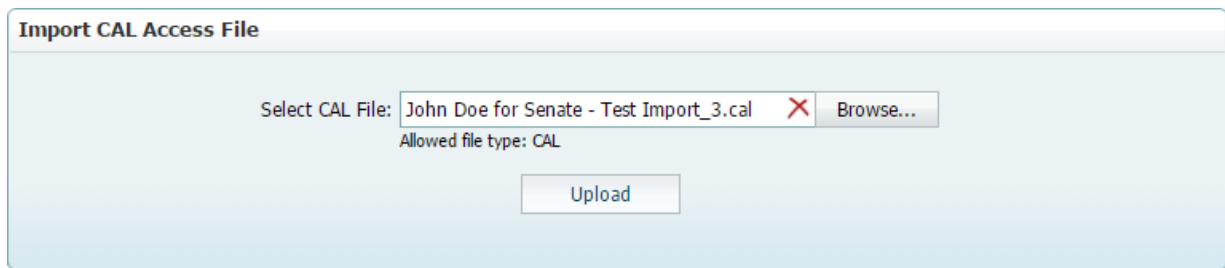 Import CAL Access File
Select CAL File: John Doe for Senate - Test Import_3.cal Browse...
Allowed file type: CAL
Upload